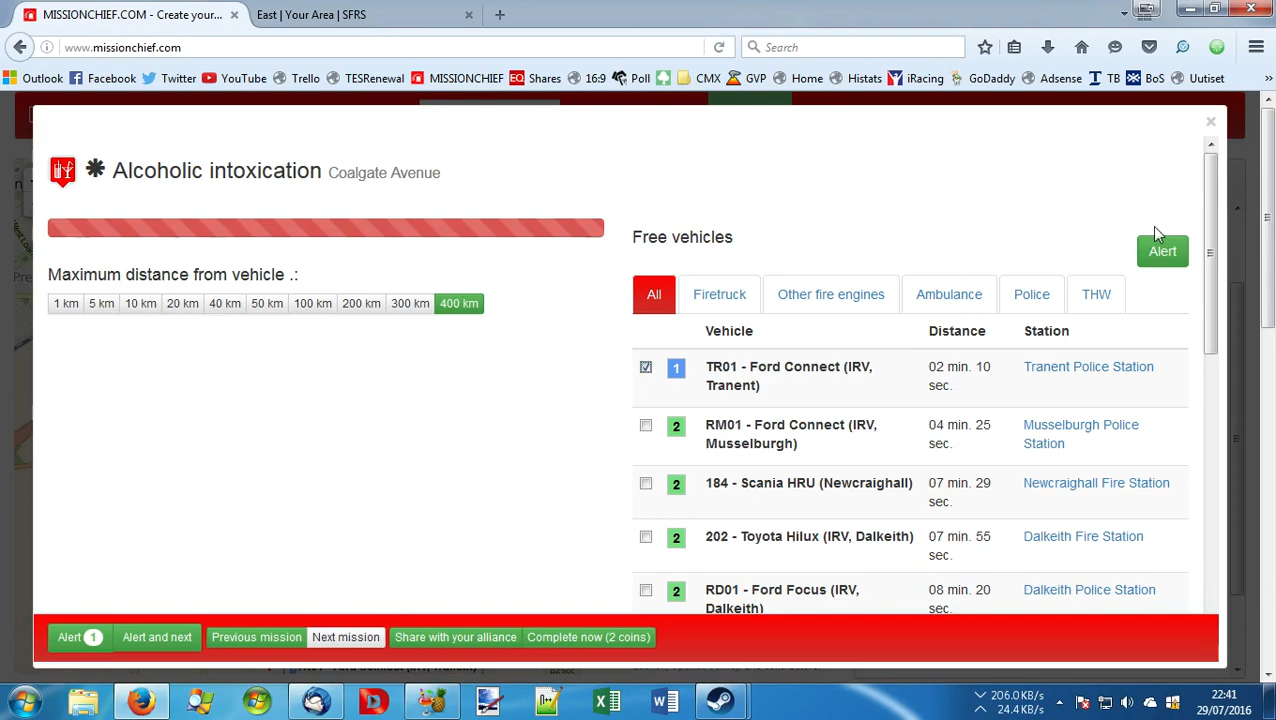 MISSIONCHIEF.COM - Create your...
East | Your Area | SFRS
www.missionchief.com
Search
Outlook Facebook Twitter YouTube Trello TESRenewal MISSIONCHIEF Shares 16:9 Poll CMX GVP Home Histats iRacing GoDaddy Adsense TB BoS Uutiset
Alcoholic intoxication Coalgate Avenue
Free vehicles
Alert
Maximum distance from vehicle .:
1 km 5 km 10 km 20 km 40 km 50 km 100 km 200 km 300 km 400 km
All Firetruck Other fire engines Ambulance Police THW
Vehicle Distance Station
1 TR01 - Ford Connect (IRV, Tranent) 02 min. 10 sec. Tranent Police Station
2 RM01 - Ford Connect (IRV, Musselburgh) 04 min. 25 sec. Musselburgh Police Station
2 184 - Scania HRU (Newcraighall) 07 min. 29 sec. Newcraighall Fire Station
2 202 - Toyota Hilux (IRV, Dalkeith) 07 min. 55 sec. Dalkeith Fire Station
2 RD01 - Ford Focus (IRV, Dalkeith) 08 min. 20 sec. Dalkeith Police Station
Alert 1 Alert and next Previous mission Next mission Share with your alliance Complete now (2 coins)
206.0 KB/s
24.4 KB/s
22:41
29/07/2016